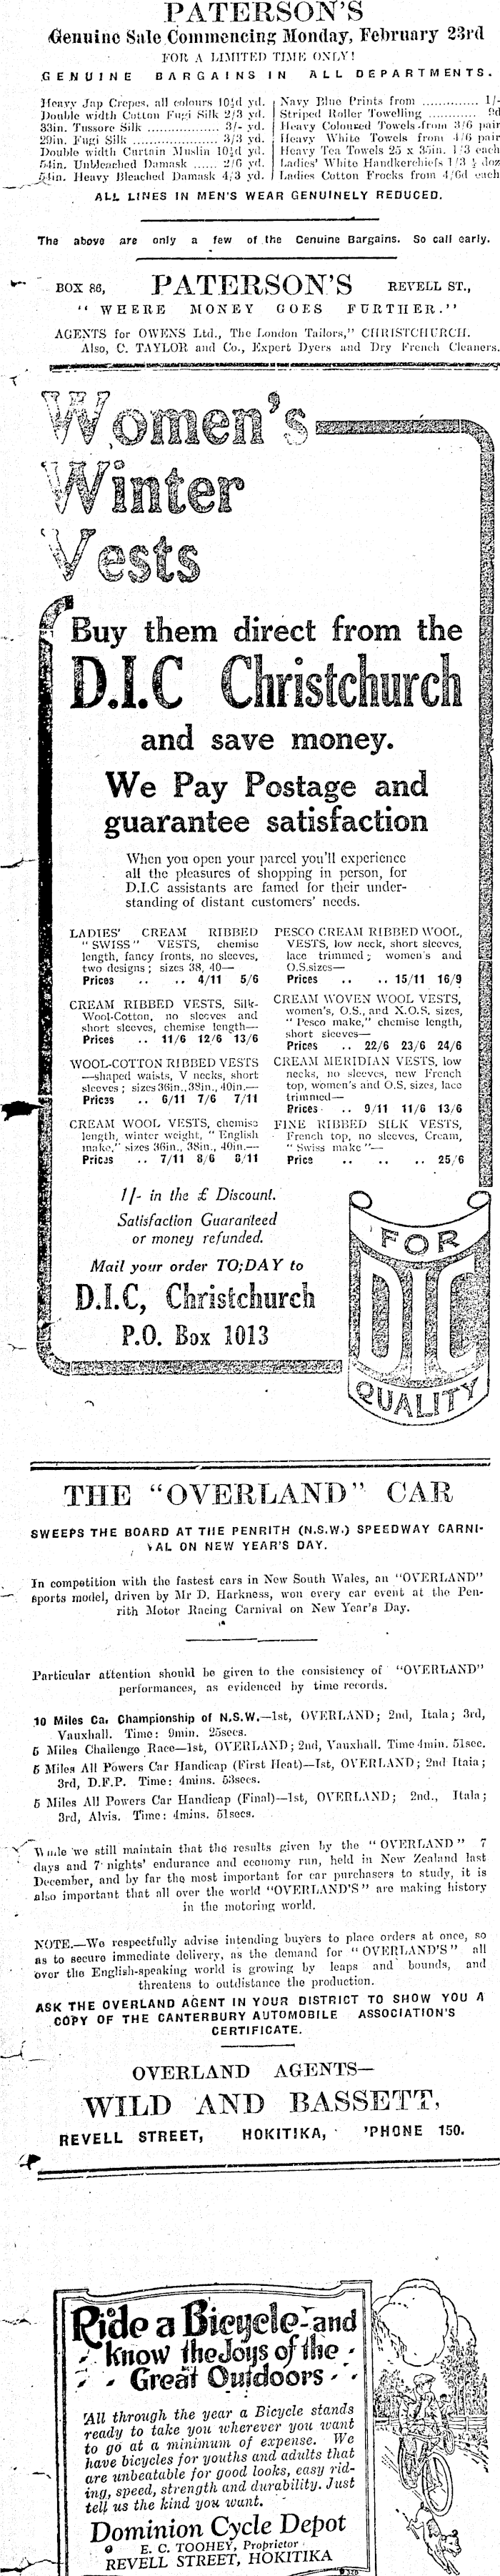 PATERSON'S
Genuine Sale Commencing Monday, February 23rd
FOR A LIMITED TIME ONLY!
GENUINE BARGAINS IN ALL DEPARTMENTS.
Heavy Jap Crepes, all colours 10½d yd.
Double width Cotton Fugi Silk 2/3 yd.
33in. Tussore Silk ................. 3/- yd.
29in. Fugi Silk .................... 3/3 yd.
Double width Curtain Muslin 10½d yd.
54in. Unbleached Damask ...... 2/6 yd.
54in. Heavy Bleached Damask 4/3 yd.
Navy Blue Prints from ............. 1/-
Striped Roller Towelling ........... 9d
Heavy Coloured Towels from 3/6 pair
Heavy White Towels from 4/6 pair
Heavy Tea Towels 25 x 35in. 1/3 each
Ladies' White Handkerchiefs 1/3 ½ doz
Ladies Cotton Frocks from 4/6d each
ALL LINES IN MEN'S WEAR GENUINELY REDUCED.
The above are only a few of the Genuine Bargains. So call early.
BOX 86, PATERSON'S REVELL ST.,
"WHERE MONEY GOES FURTHER."
AGENTS for OWENS Ltd., The London Tailors," CHRISTCHURCH.
Also, C. TAYLOR and Co., Expert Dyers and Dry French Cleaners.
Women's
Winter
Vests
Buy them direct from the
D.I.C Christchurch
and save money.
We Pay Postage and
guarantee satisfaction
When you open your parcel you'll experience
all the pleasures of shopping in person, for
D.I.C assistants are famed for their under-
standing of distant customers' needs.
LADIES' CREAM RIBBED
"SWISS" VESTS, chemise
length, fancy fronts, no sleeves,
two designs; sizes 38, 40—
Prices .. .. 4/11 5/6
CREAM RIBBED VESTS, Silk-
Wool-Cotton, no sleeves and
short sleeves, chemise length—
Prices .. 11/6 12/6 13/6
WOOL-COTTON RIBBED VESTS
—shaped waists, V necks, short
sleeves; sizes 36in., 38in., 40in.—
Prices .. 6/11 7/6 7/11
CREAM WOOL VESTS, chemise
length, winter weight, "English
make," sizes 36in., 38in., 40in.—
Prices .. 7/11 8/6 8/11
PESCO CREAM RIBBED WOOL,
VESTS, low neck, short sleeves,
lace trimmed; women's and
O.S. sizes—
Prices .. .. 15/11 16/9
CREAM WOVEN WOOL VESTS,
women's, O.S., and X.O.S. sizes,
"Pesco make," chemise length,
short sleeves—
Prices .. 22/6 23/6 24/6
CREAM MERIDIAN VESTS, low
necks, no sleeves, new French
top, women's and O.S. sizes, lace
trimmed—
Prices .. 9/11 11/6 13/6
FINE RIBBED SILK VESTS,
French top, no sleeves, Cream,
"Swiss make"—
Price .. .. .. 25/6
1/- in the £ Discount.
Satisfaction Guaranteed
or money refunded.
Mail your order TO;DAY to
D.I.C, Christchurch
P.O. Box 1013
FOR
DIC
QUALITY
THE "OVERLAND" CAR
SWEEPS THE BOARD AT THE PENRITH (N.S.W.) SPEEDWAY CARNI-
VAL ON NEW YEAR'S DAY.
In competition with the fastest cars in New South Wales, an "OVERLAND"
sports model, driven by Mr D. Harkness, won every car event at the Pen-
rith Motor Racing Carnival on New Year's Day.
Particular attention should be given to the consistency of "OVERLAND"
performances, as evidenced by time records.
10 Miles Car Championship of N.S.W.—1st, OVERLAND; 2nd, Itala; 3rd,
Vauxhall. Time: 9min. 25secs.
5 Miles Challenge Race—1st, OVERLAND; 2nd, Vauxhall. Time 4min. 51sec.
5 Miles All Powers Car Handicap (First Heat)—1st, OVERLAND; 2nd Itaia;
3rd, D.F.P. Time: 4mins. 53secs.
5 Miles All Powers Car Handicap (Final)—1st, OVERLAND; 2nd., Itala;
3rd, Alvis. Time: 4mins. 51secs.
While we still maintain that the results given by the "OVERLAND" 7
days and 7 nights' endurance and economy run, held in New Zealand last
December, and by far the most important for car purchasers to study, it is
also important that all over the world "OVERLAND'S" are making history
in the motoring world.
NOTE.—We respectfully advise intending buyers to place orders at once, so
as to secure immediate delivery, as the demand for "OVERLAND'S" all
over the English-speaking world is growing by leaps and bounds, and
threatens to outdistance the production.
ASK THE OVERLAND AGENT IN YOUR DISTRICT TO SHOW YOU A
COPY OF THE CANTERBURY AUTOMOBILE ASSOCIATION'S
CERTIFICATE.
OVERLAND AGENTS—
WILD AND BASSETT,
REVELL STREET, HOKITIKA, 'PHONE 150.
Ride a Bicycle—and
Know the Joys of the
Great Outdoors
All through the year a Bicycle stands
ready to take you wherever you want
to go at a minimum of expense. We
have bicycles for youths and adults that
are unbeatable for good looks, easy rid-
ing, speed, strength and durability. Just
tell us the kind you want.
Dominion Cycle Depot
E. C. TOOHEY, Proprietor
REVELL STREET, HOKITIKA